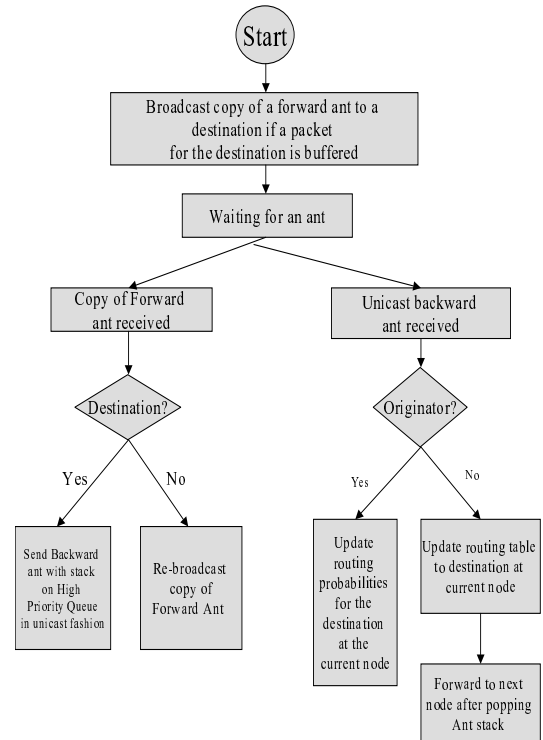 Start
Broadcast copy of a forward ant to a
destination if a packet
for the destination is buffered
Waiting for an ant
Copy of Forward
ant received
Unicast backward
ant received
Destination?
Originator?
Yes
No
Yes
No
Send Backward
ant with stack
on High
Priority Queue
in unicast fashion
Re-broadcast
copy of
Forward Ant
Update
routing
probabilities
for the
destination
at the
current node
Update routing table
to destination at
current node
Forward to next
node after popping
Ant stack